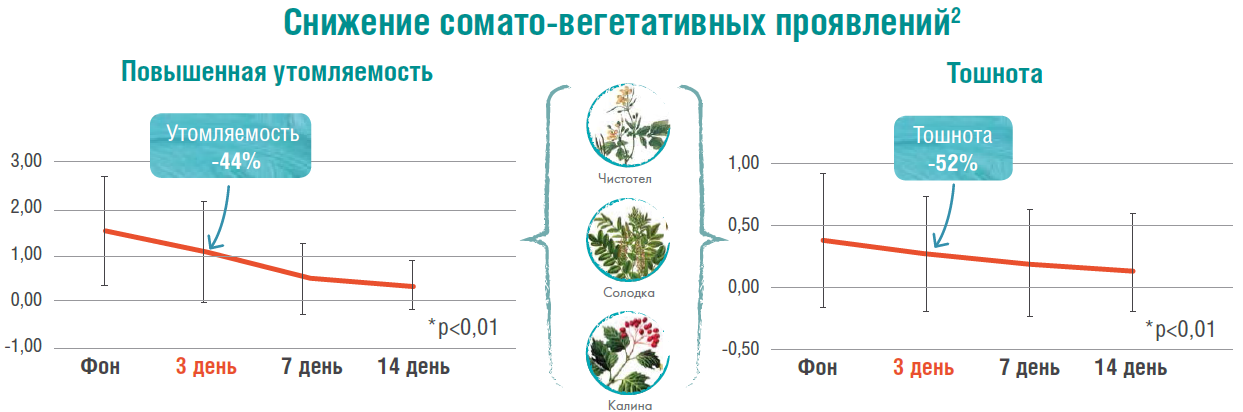 Снижение сомато-вегетативных проявлений²
Повышенная утомляемость
Утомляемость
-44%
3,00
2,00
1,00
0,00
-1,00
*p<0,01
Фон
3 день
7 день
14 день
Чистотел
Солодка
Калина
Тошнота
Тошнота
-52%
1,00
0,50
0,00
-0,50
*p<0,01
Фон
3 день
7 день
14 день